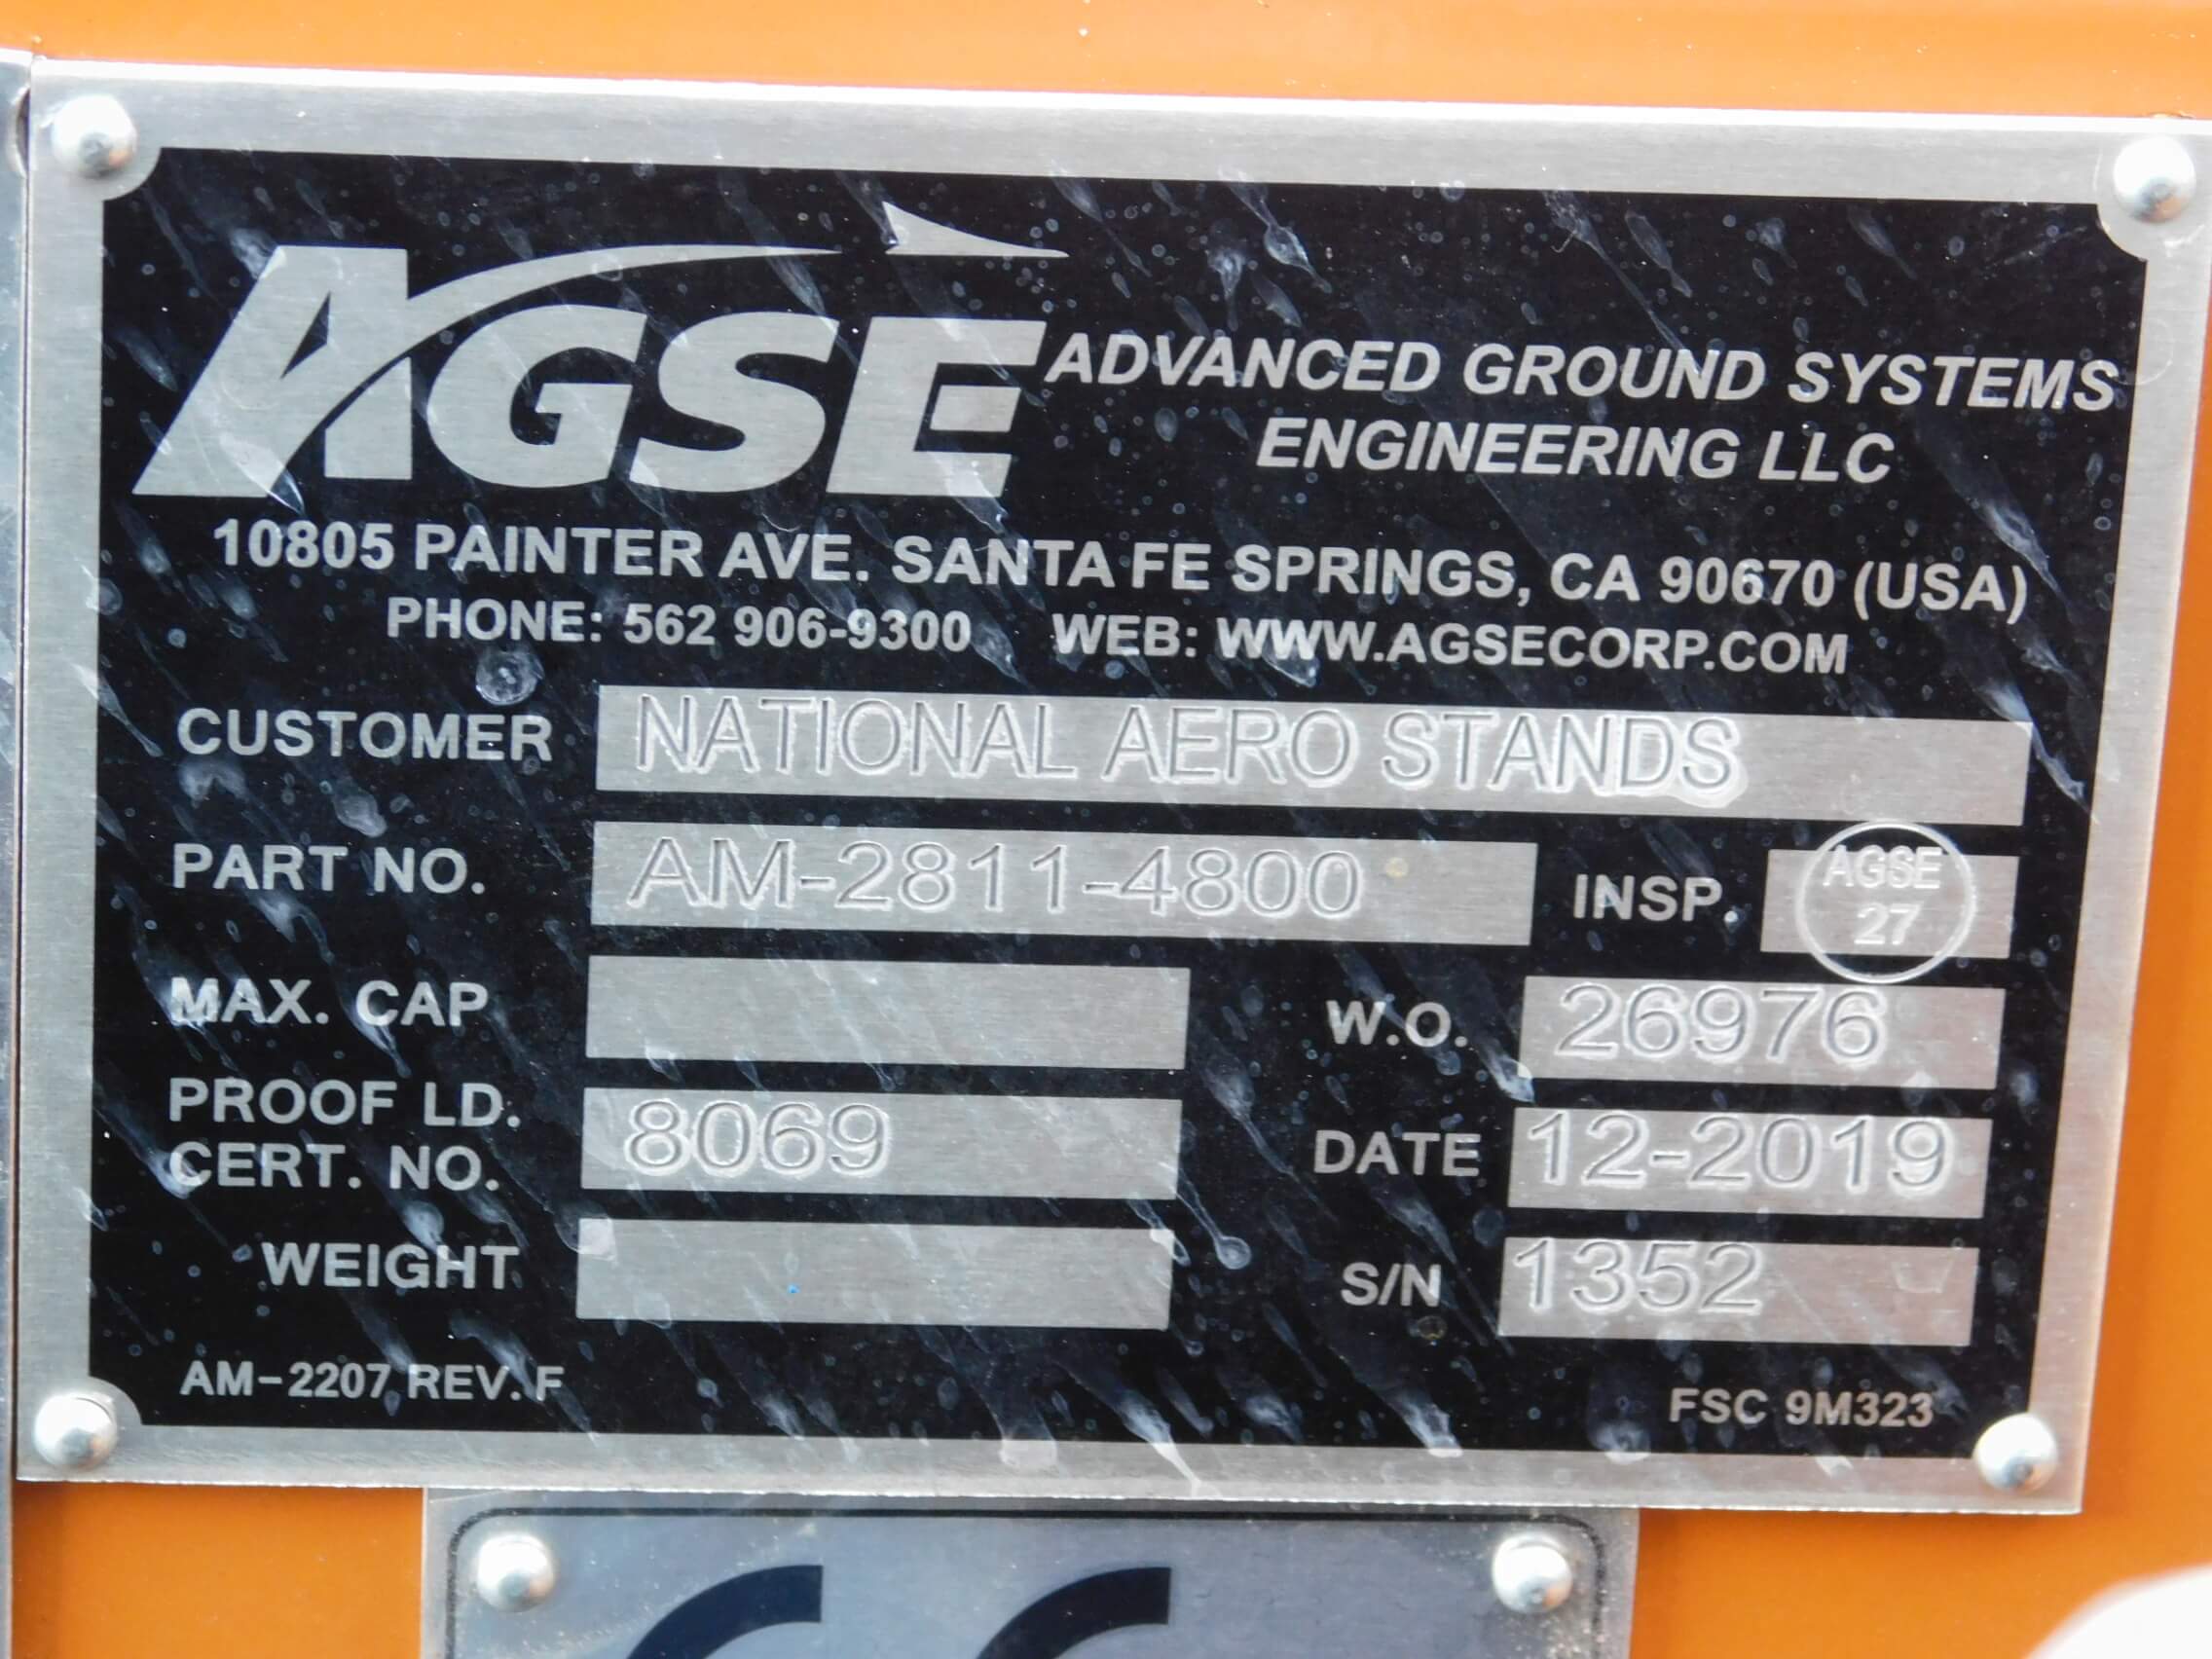 AGSE
ADVANCED GROUND SYSTEMS
ENGINEERING LLC
10805 PAINTER AVE. SANTA FE SPRINGS, CA 90670 (USA)
PHONE: 562 906-9300 WEB: WWW.AGSECORP.COM
CUSTOMER NATIONAL AERO STANDS
PART NO. AM-2811-4800 INSP. AGSE 27
MAX. CAP
W.O. 26976
PROOF LD.
CERT. NO. 8069
DATE 12-2019
WEIGHT
S/N 1352
AM-2207 REV. F
FSC 9M323